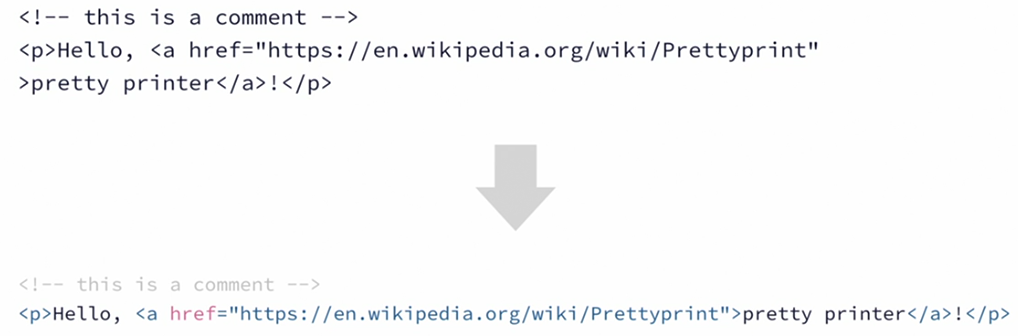 <!-- this is a comment -->
<p>Hello, <a href="https://en.wikipedia.org/wiki/Prettyprint"
>pretty printer</a>!</p>
<!-- this is a comment -->
<p>Hello, <a href="https://en.wikipedia.org/wiki/Prettyprint">pretty printer</a>!</p>